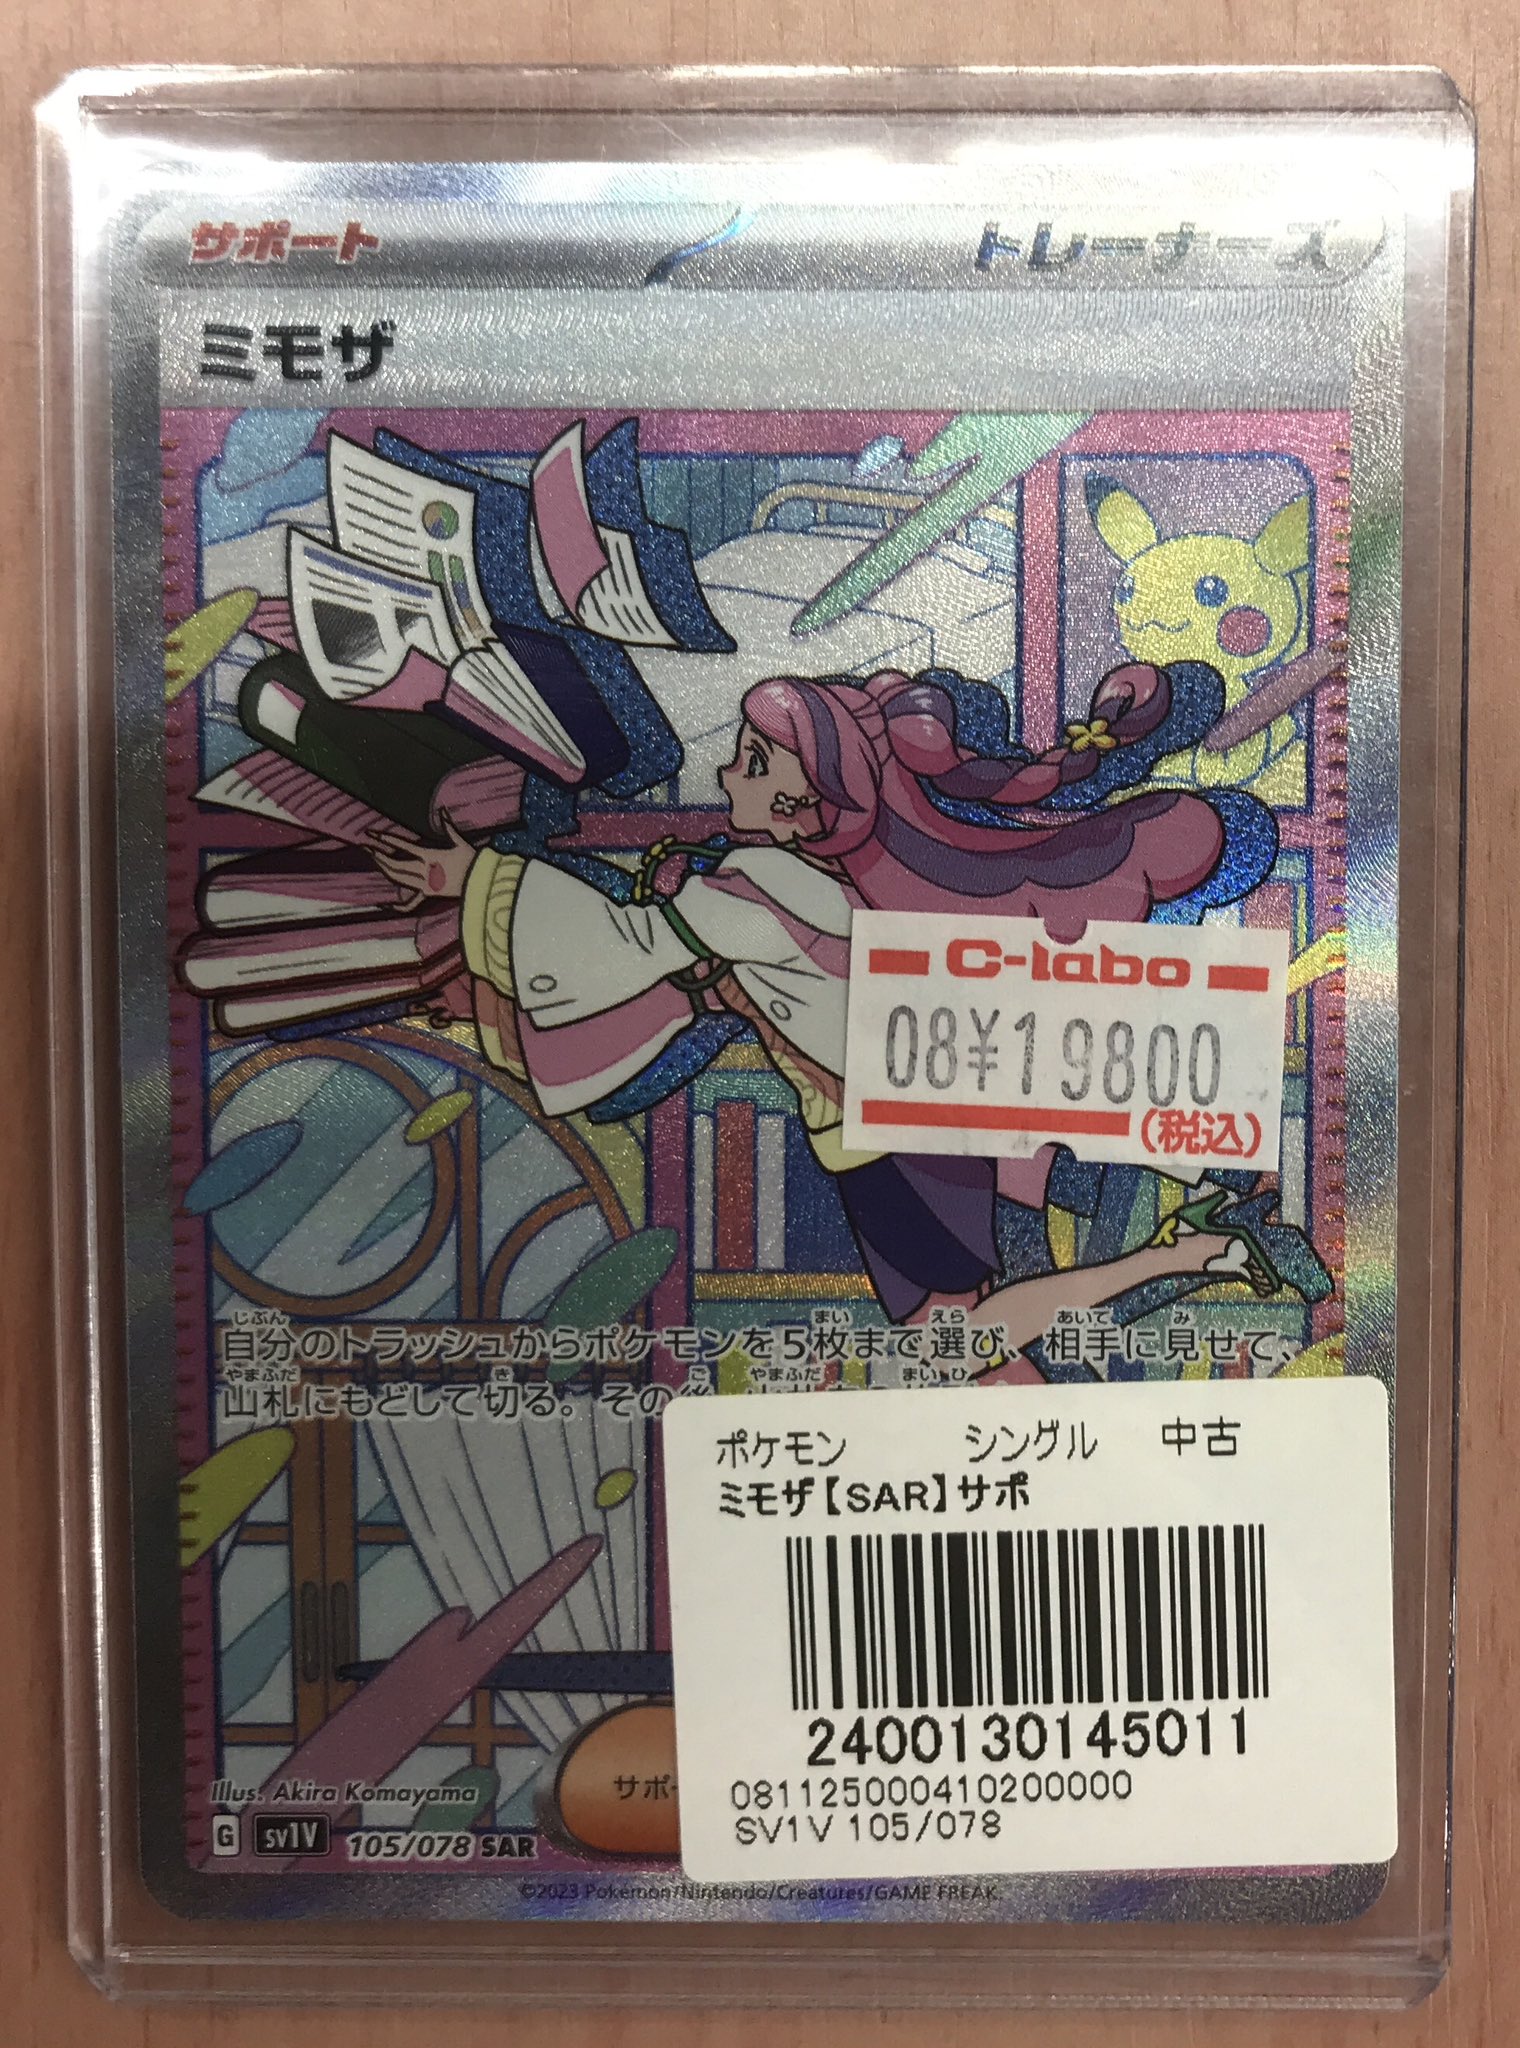 サポート
トレーナーズ
ミモザ
C-labo
08¥19800
(税込)
自分のトラッシュからポケモンを5枚まで選び、相手に見せて、
山札にもどして切る。その後
ポケモン シングル 中古
ミモザ【SAR】サポ
2400130145011
081125000410200000
SV1V 105/078
サポ
Illus. Akira Komayama
G SV1V 105/078 SAR
©2023 Pokémon/Nintendo/Creatures/GAME FREAK.